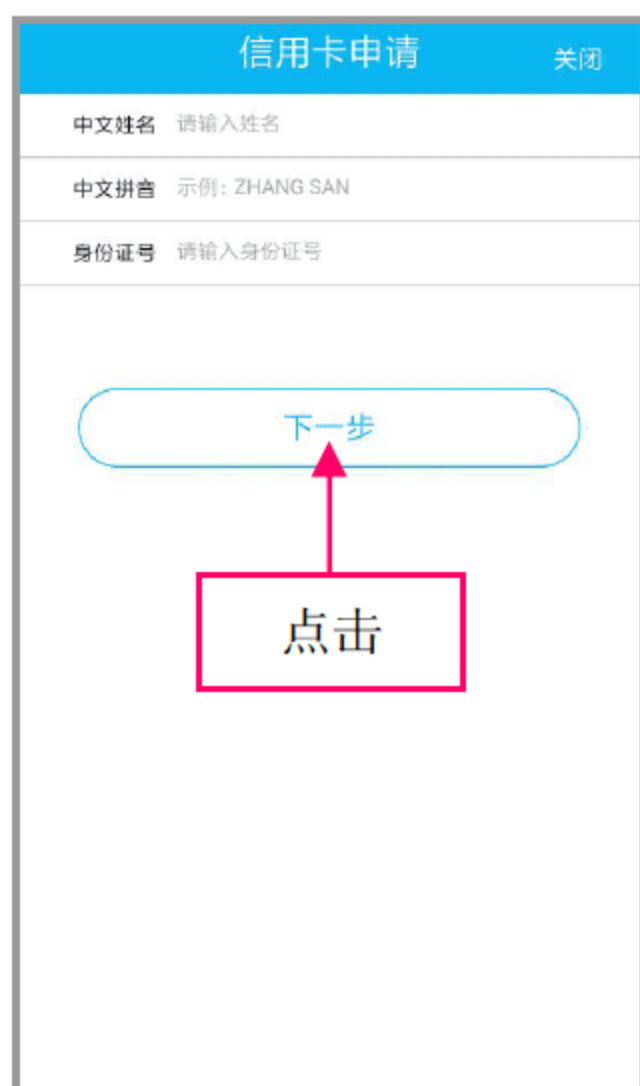 信用卡申请 关闭
中文姓名 请输入姓名
中文拼音 示例: ZHANG SAN
身份证号 请输入身份证号
下一步
点击